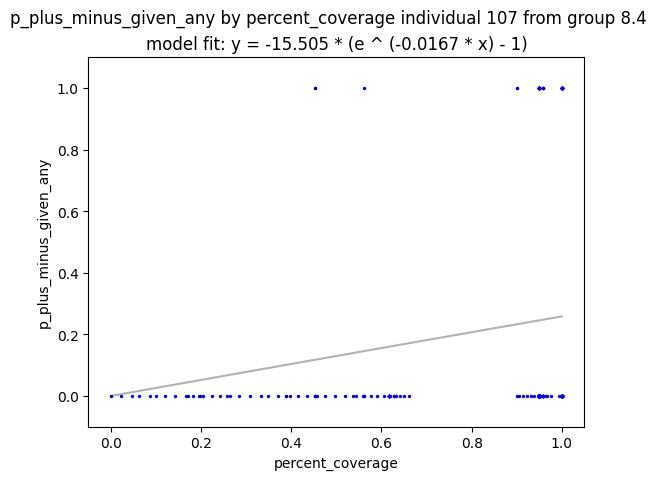 p_plus_minus_given_any by percent_coverage individual 107 from group 8.4
model fit: y = -15.505 * (e ^ (-0.0167 * x) - 1)
1.0
0.8
0.6
0.4
0.2
0.0
p_plus_minus_given_any
0.0 0.2 0.4 0.6 0.8 1.0
percent_coverage